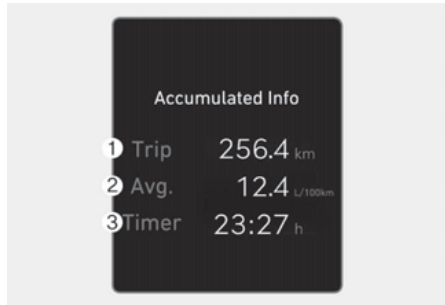 Accumulated Info
1 Trip 256.4 km
2 Avg. 12.4 L/100km
3 Timer 23:27 h